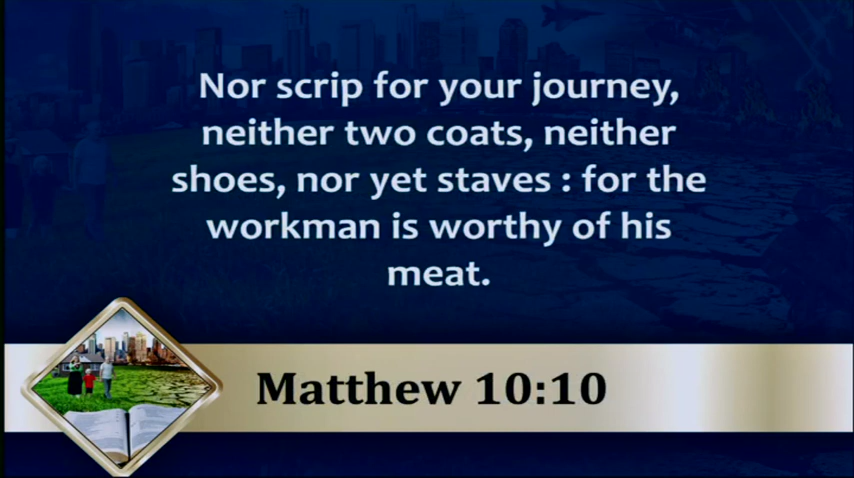 Nor scrip for your journey,
neither two coats, neither
shoes, nor yet staves : for the
workman is worthy of his
meat.
Matthew 10:10